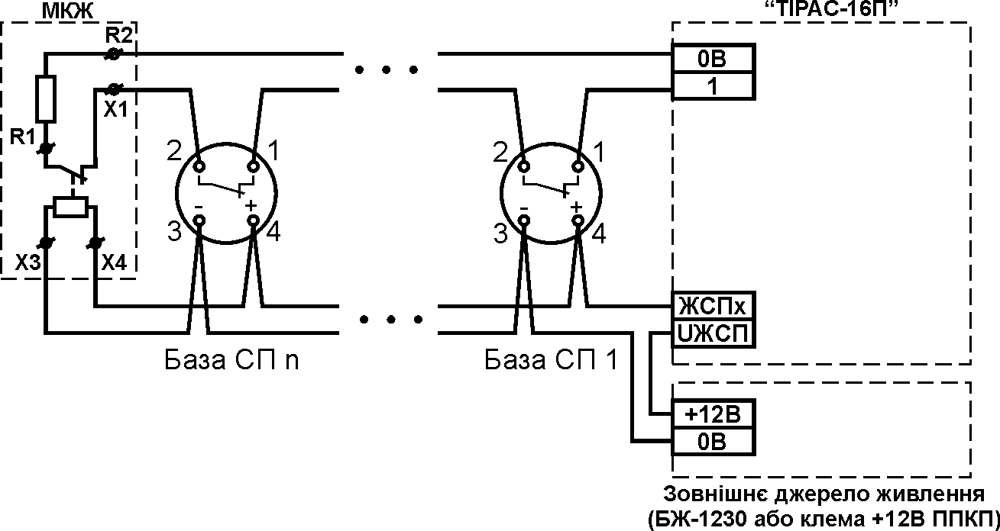 МКЖ
“ТІРАС-16П”
R2
0В
1
X1
R1
2
1
2
1
-
+
-
+
3
4
3
4
X3
X4
ЖСПх
UЖСП
База СП n
База СП 1
+12В
0В
Зовнішнє джерело живлення
(БЖ-1230 або клема +12В ППКП)